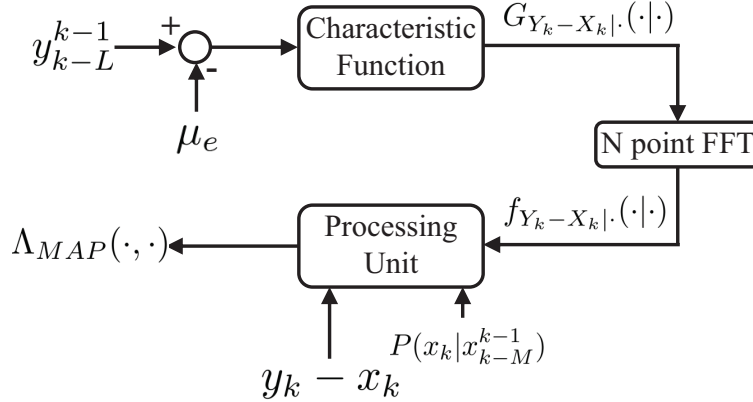 y_{k-L}^{k-1}
+
-
μ_e
Characteristic
Function
G_{Y_k-X_k|·}(·|·)
N point FFT
f_{Y_k-X_k|·}(·|·)
Processing
Unit
Λ_{MAP}(·,·)
P(x_k|x_{k-M}^{k-1})
y_k − x_k